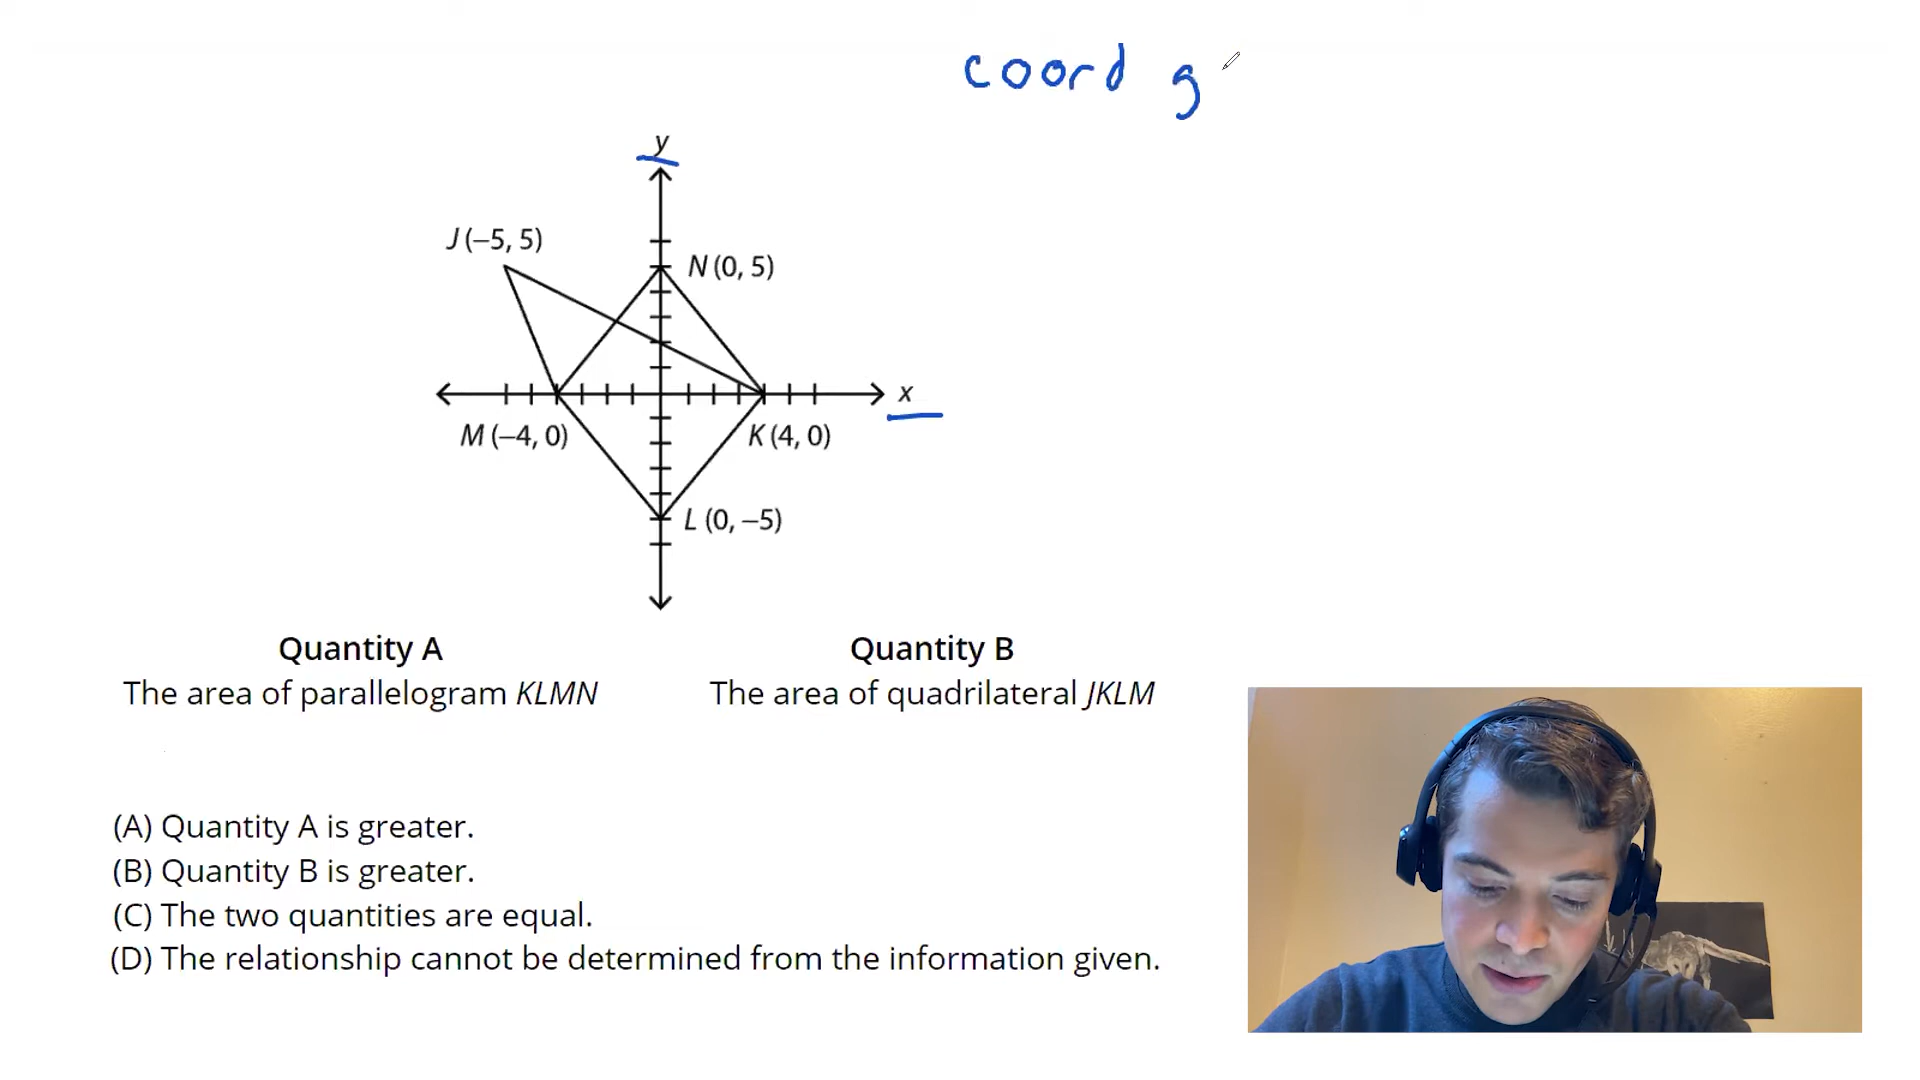 coord g
y
J (–5, 5)
N (0, 5)
x
M (–4, 0)
K (4, 0)
L (0, –5)
Quantity A
The area of parallelogram KLMN
Quantity B
The area of quadrilateral JKLM
(A) Quantity A is greater.
(B) Quantity B is greater.
(C) The two quantities are equal.
(D) The relationship cannot be determined from the information given.